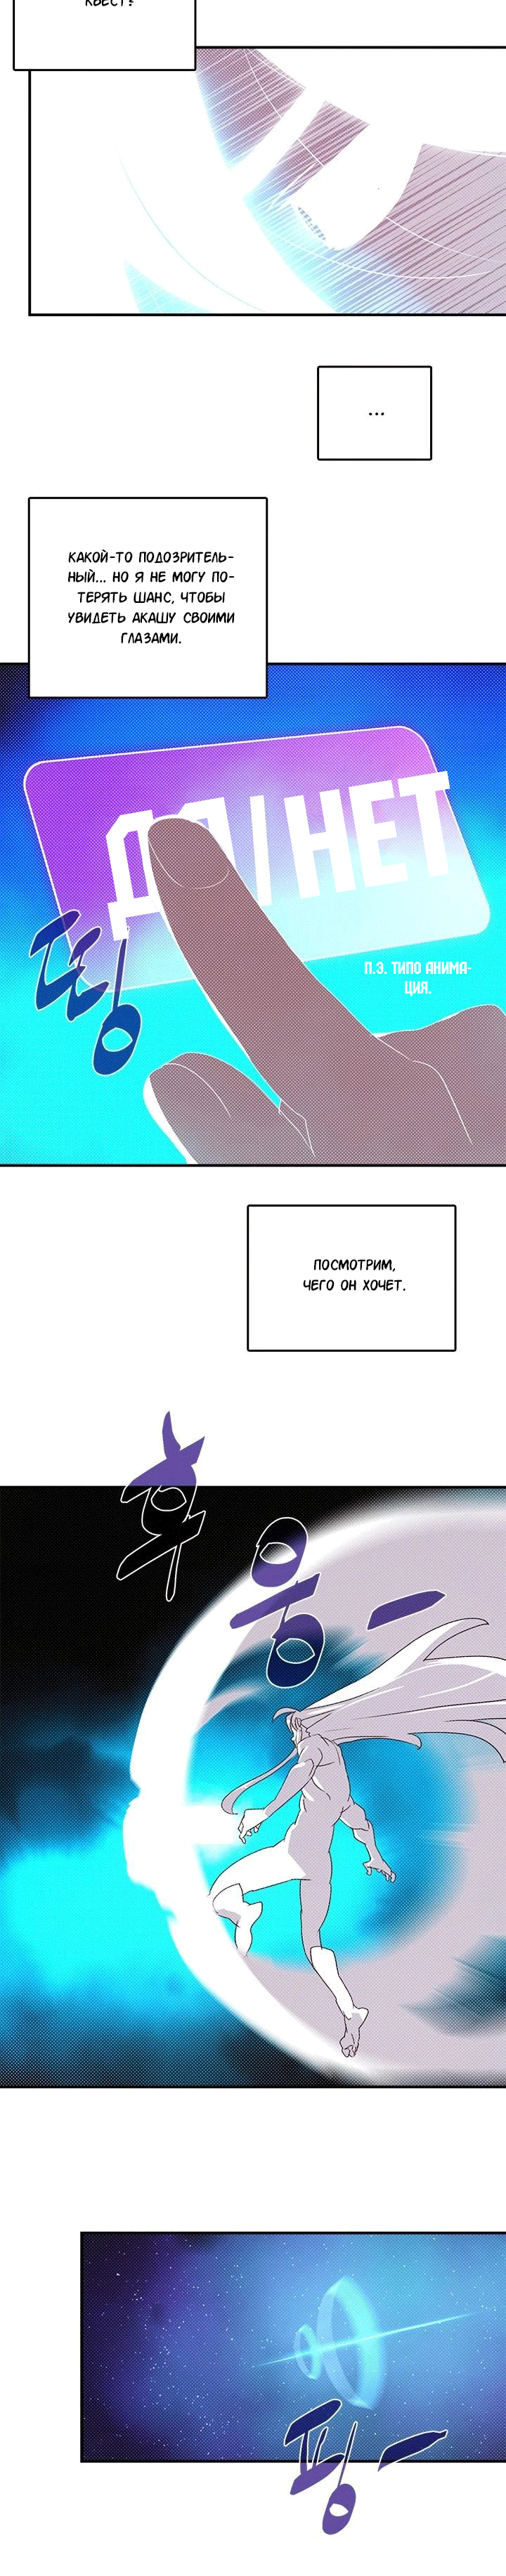 КВЕСТ?
...
КАКОЙ-ТО ПОДОЗРИТЕЛЬ-
НЫЙ... НО Я НЕ МОГУ ПО-
ТЕРЯТЬ ШАНС, ЧТОБЫ
УВИДЕТЬ АКАШУ СВОИМИ
ГЛАЗАМИ.
ДА/НЕТ
띵
П.Э. ТИПО АНИМА-
ЦИЯ.
ПОСМОТРИМ,
ЧЕГО ОН ХОЧЕТ.
후웅-
핑-